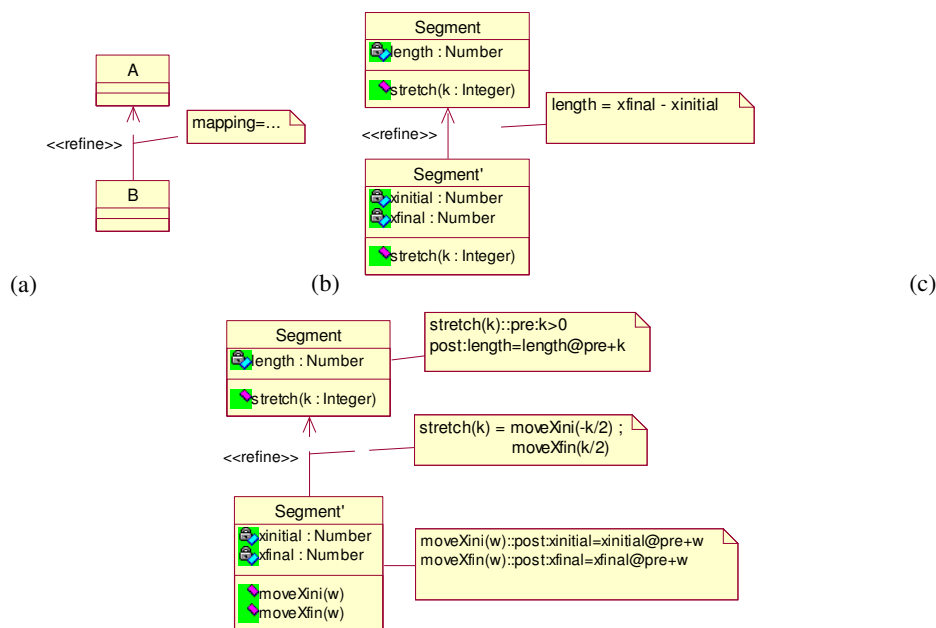 A
<<refine>>
mapping=...
B
(a)
Segment
length : Number
stretch(k : Integer)
<<refine>>
length = xfinal - xinitial
Segment'
xinitial : Number
xfinal : Number
stretch(k : Integer)
(b)
(c)
Segment
length : Number
stretch(k : Integer)
stretch(k)::pre:k>0
post:length=length@pre+k
<<refine>>
stretch(k) = moveXini(-k/2) ;
moveXfin(k/2)
Segment'
xinitial : Number
xfinal : Number
moveXini(w)
moveXfin(w)
moveXini(w)::post:xinitial=xinitial@pre+w
moveXfin(w)::post:xfinal=xfinal@pre+w